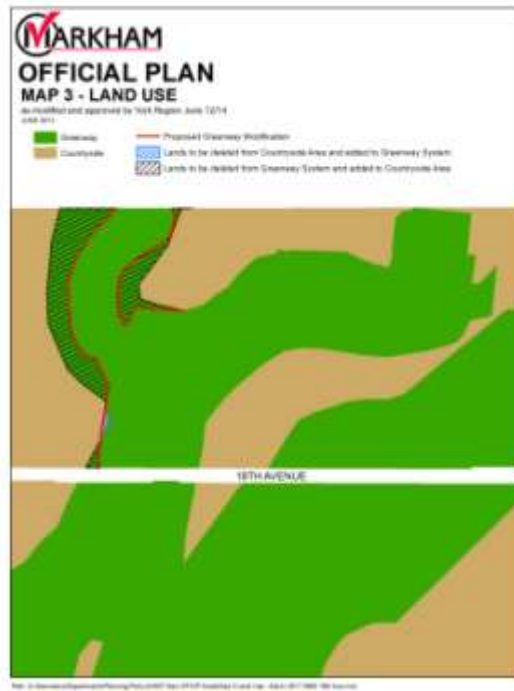 MARKHAM
OFFICIAL PLAN
MAP 3 - LAND USE
as modified and approved by York Region June 12/14
Greenway
Countryside
Proposed Greenway Modification
Lands to be deleted from Countryside Area and added to Greenway System
Lands to be deleted from Greenway System and added to Countryside Area
19TH AVENUE